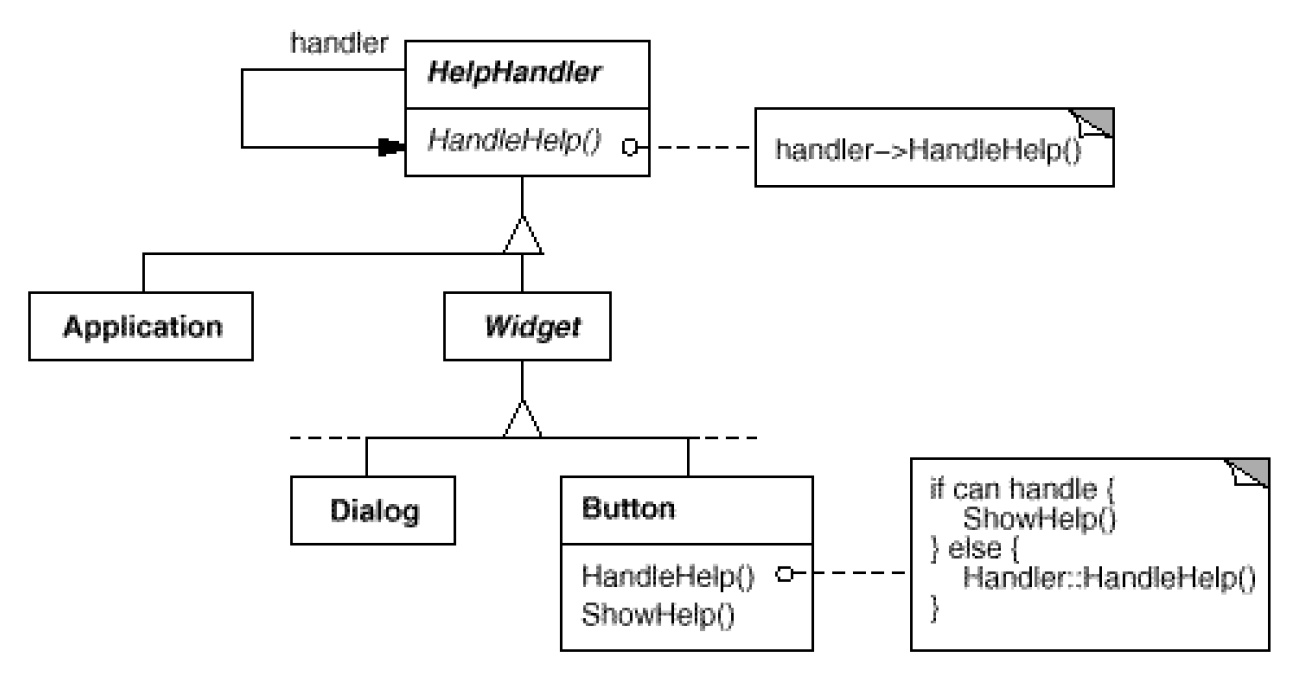 handler
HelpHandler
HandleHelp()
handler–>HandleHelp()
Application
Widget
Dialog
Button
HandleHelp()
ShowHelp()
if can handle {
ShowHelp()
} else {
Handler::HandleHelp()
}